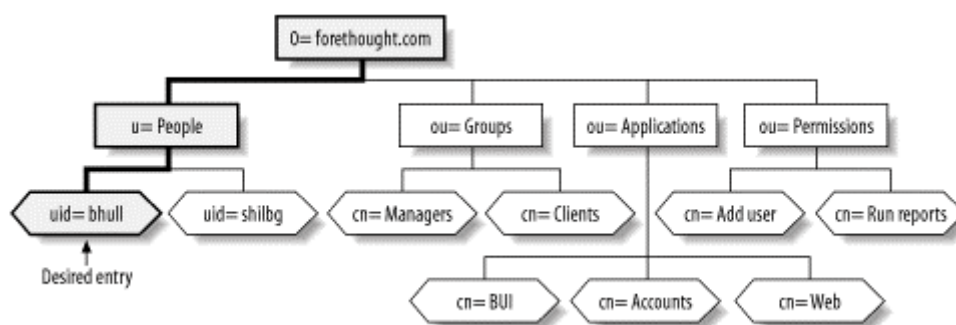 O= forethought.com
u= People
ou= Groups
ou= Applications
ou= Permissions
uid= bhull
uid= shilbg
cn= Managers
cn= Clients
cn= Add user
cn= Run reports
Desired entry
cn= BUI
cn= Accounts
cn= Web